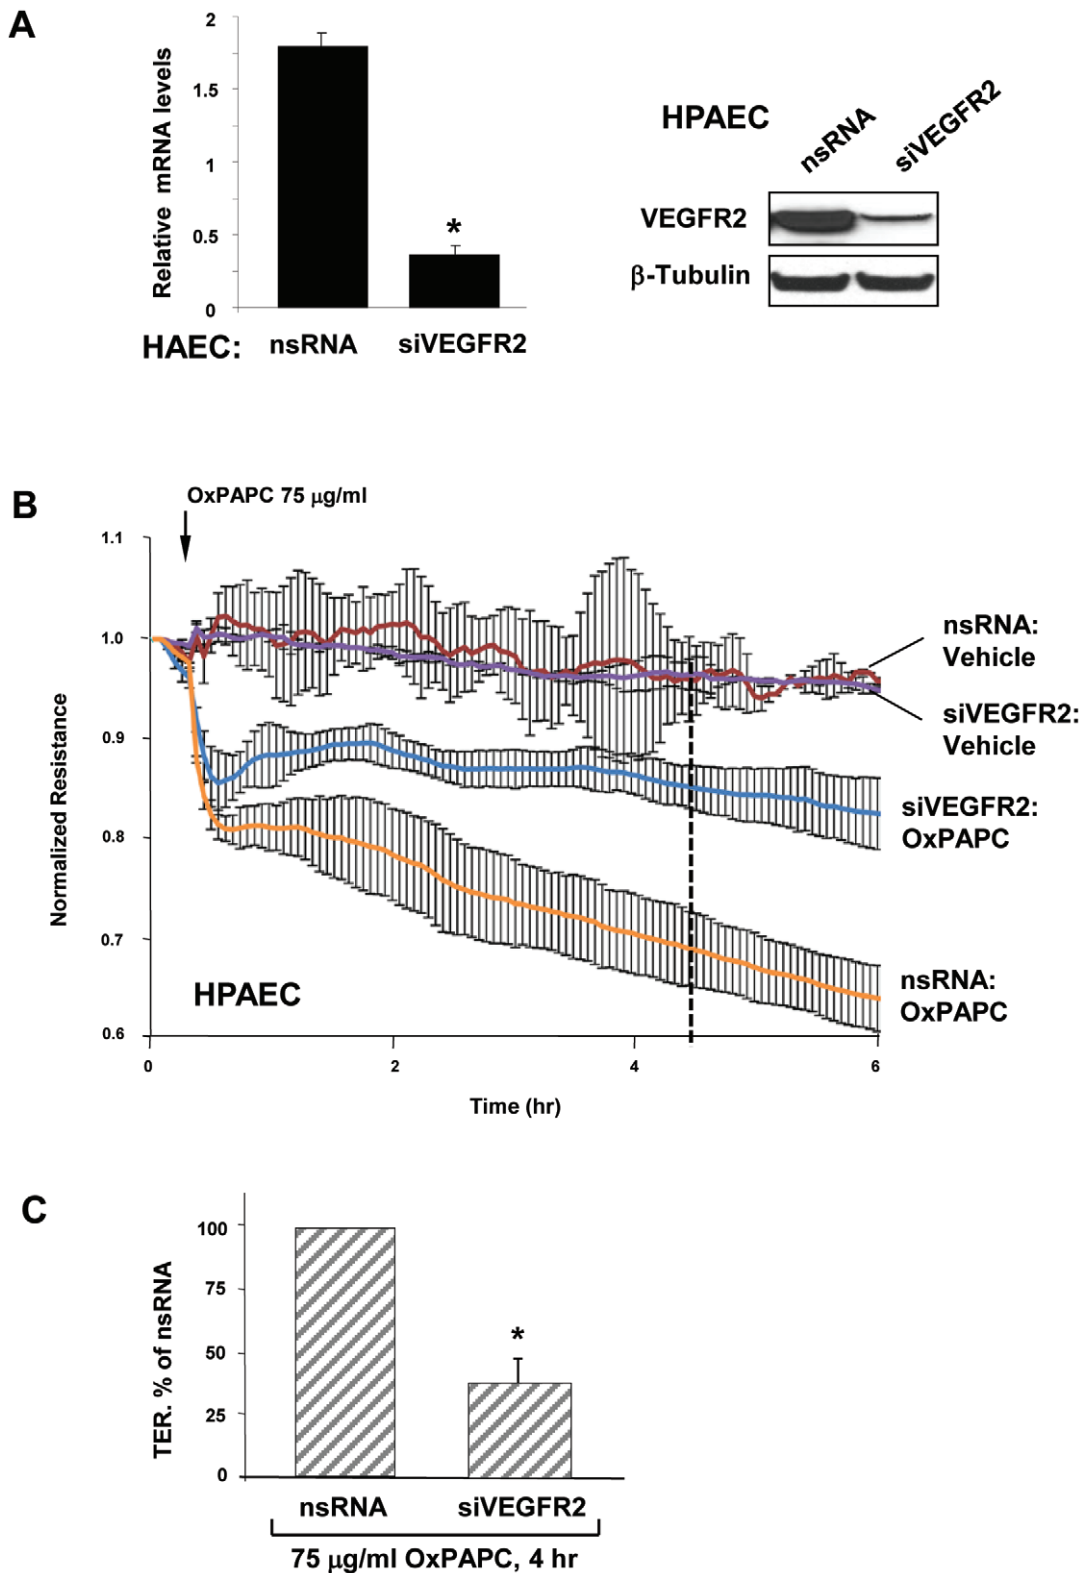 A
2
1.5
1
0.5
0
Relative mRNA levels
*
HAEC: nsRNA siVEGFR2
HPAEC
nsRNA
siVEGFR2
VEGFR2
β-Tubulin
B
OxPAPC 75 μg/ml
1.1
1.0
0.9
0.8
0.7
0.6
Normalized Resistance
nsRNA:
Vehicle
siVEGFR2:
Vehicle
siVEGFR2:
OxPAPC
nsRNA:
OxPAPC
HPAEC
0 2 4 6
Time (hr)
C
100
75
50
25
0
TER. % of nsRNA
*
nsRNA siVEGFR2
75 μg/ml OxPAPC, 4 hr